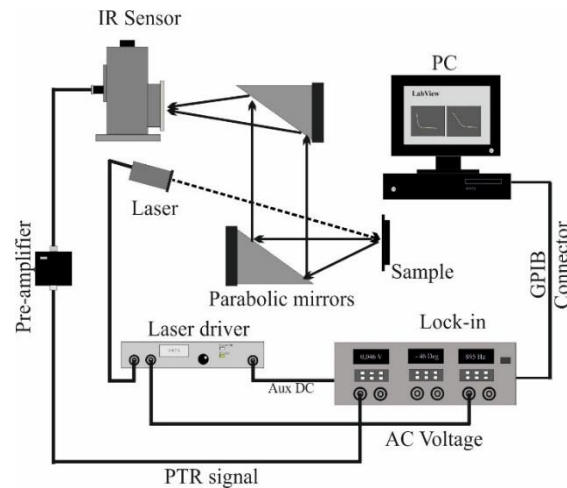 IR Sensor
PC
LabView
Laser
Pre-amplifier
Parabolic mirrors
Sample
GPIB
Connector
Laser driver
Lock-in
0,046 V
-46 Deg
895 Hz
Aux DC
AC Voltage
PTR signal